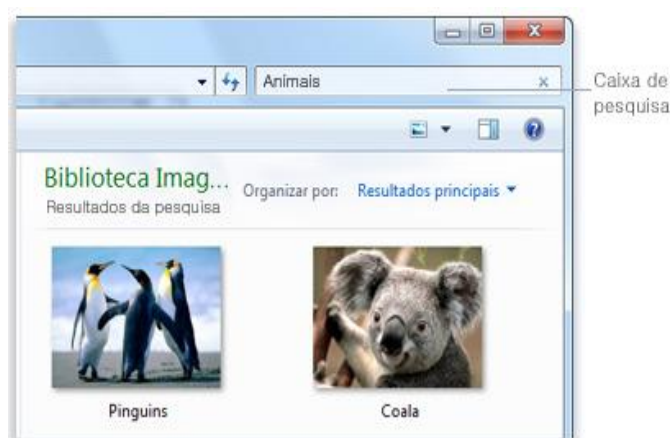 Animais
Caixa de
pesquisa
Biblioteca Imag...
Organizar por: Resultados principais
Resultados da pesquisa
Pinguins
Coala